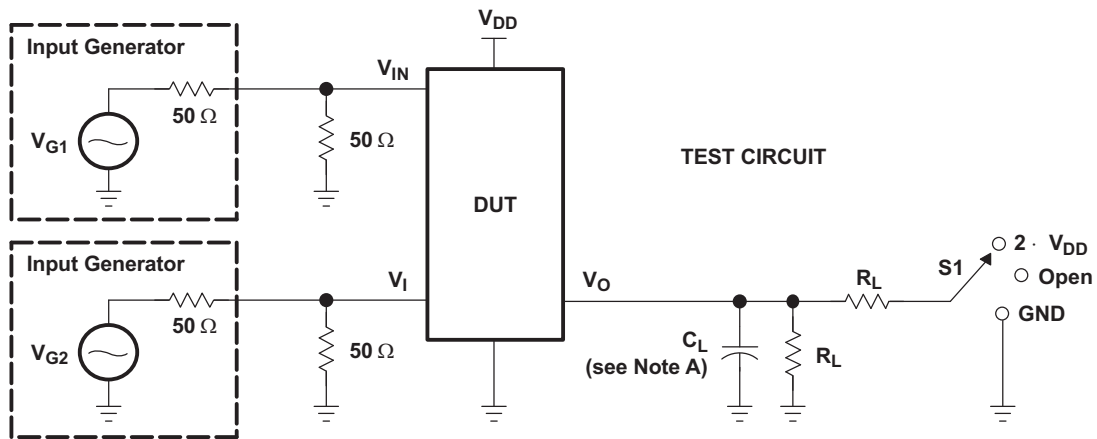 Input Generator
V_G1
50 Ω
V_IN
50 Ω
V_DD
DUT
TEST CIRCUIT
Input Generator
V_G2
50 Ω
V_I
50 Ω
V_O
C_L
(see Note A)
R_L
R_L
S1
2 · V_DD
Open
GND